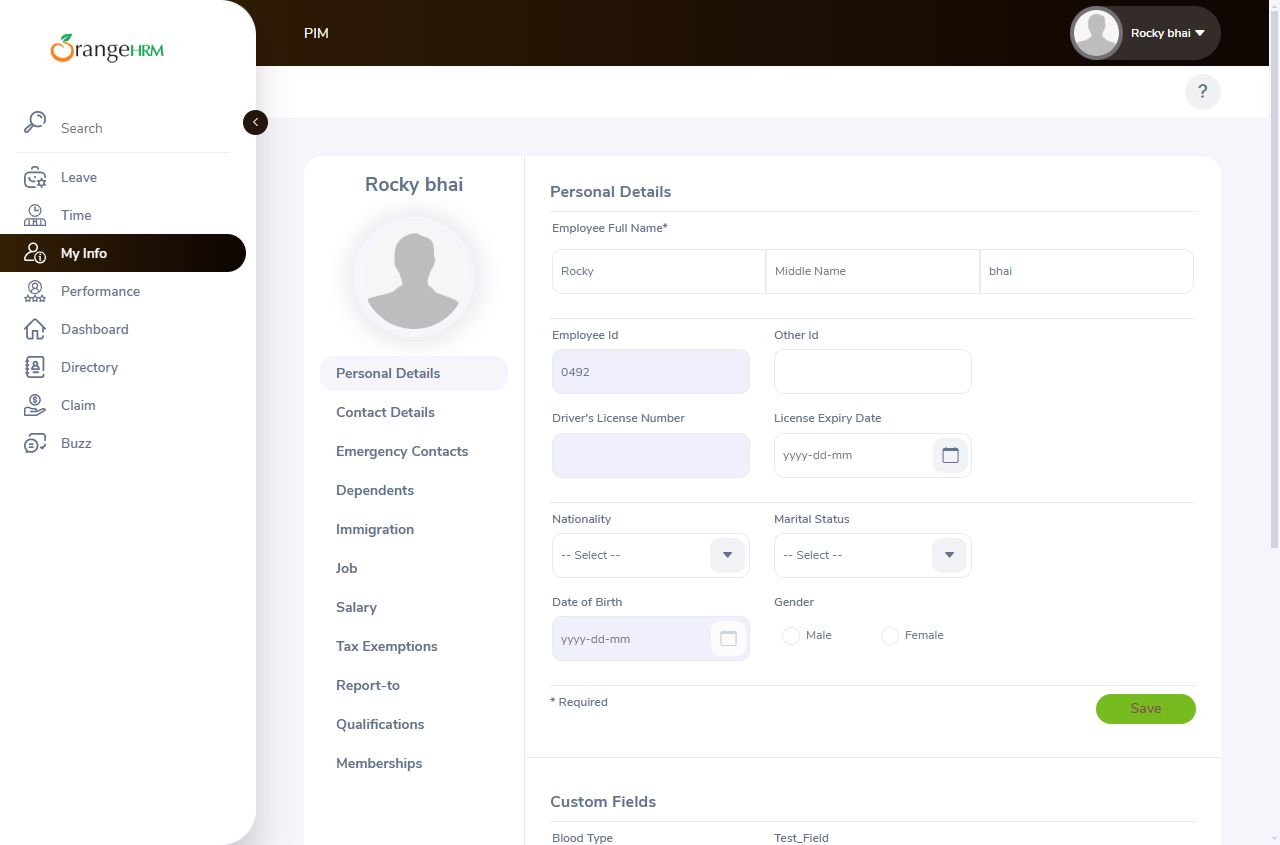 OrangeHRM
PIM
Rocky bhai
?
Search
Leave
Time
My Info
Performance
Dashboard
Directory
Claim
Buzz
Rocky bhai
Personal Details
Contact Details
Emergency Contacts
Dependents
Immigration
Job
Salary
Tax Exemptions
Report-to
Qualifications
Memberships
Personal Details
Employee Full Name*
Rocky Middle Name bhai
Employee Id Other Id
0492
Driver's License Number License Expiry Date
yyyy-dd-mm
Nationality Marital Status
-- Select -- -- Select --
Date of Birth Gender
yyyy-dd-mm Male Female
* Required Save
Custom Fields
Blood Type Test_Field